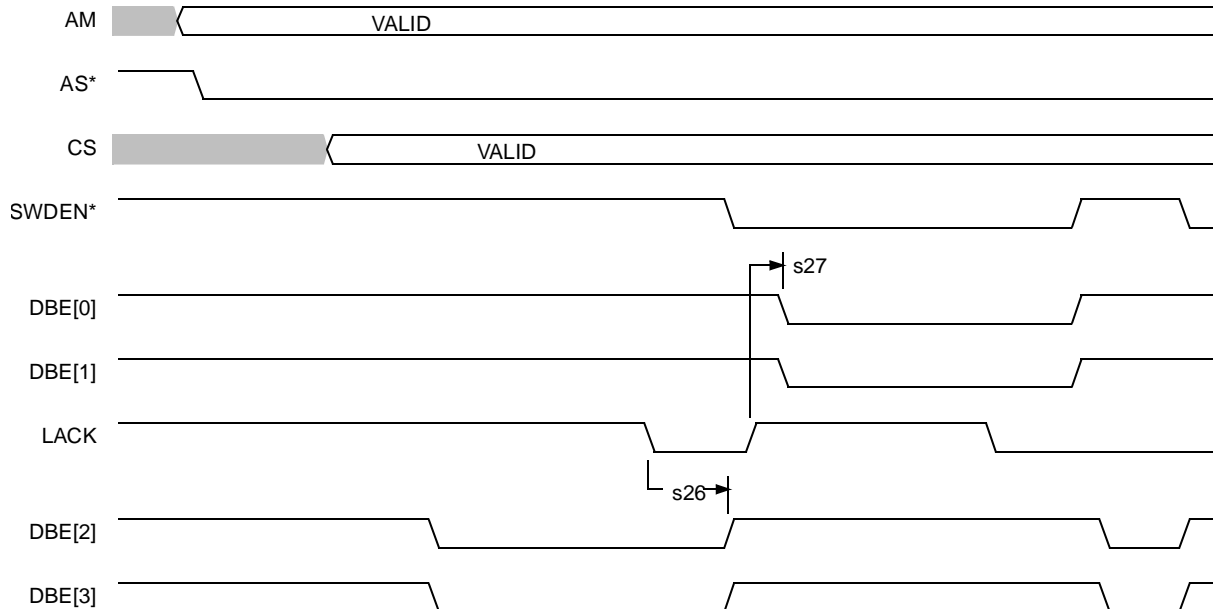 AM
VALID
AS*
CS
VALID
SWDEN*
s27
DBE[0]
DBE[1]
LACK
s26
DBE[2]
DBE[3]